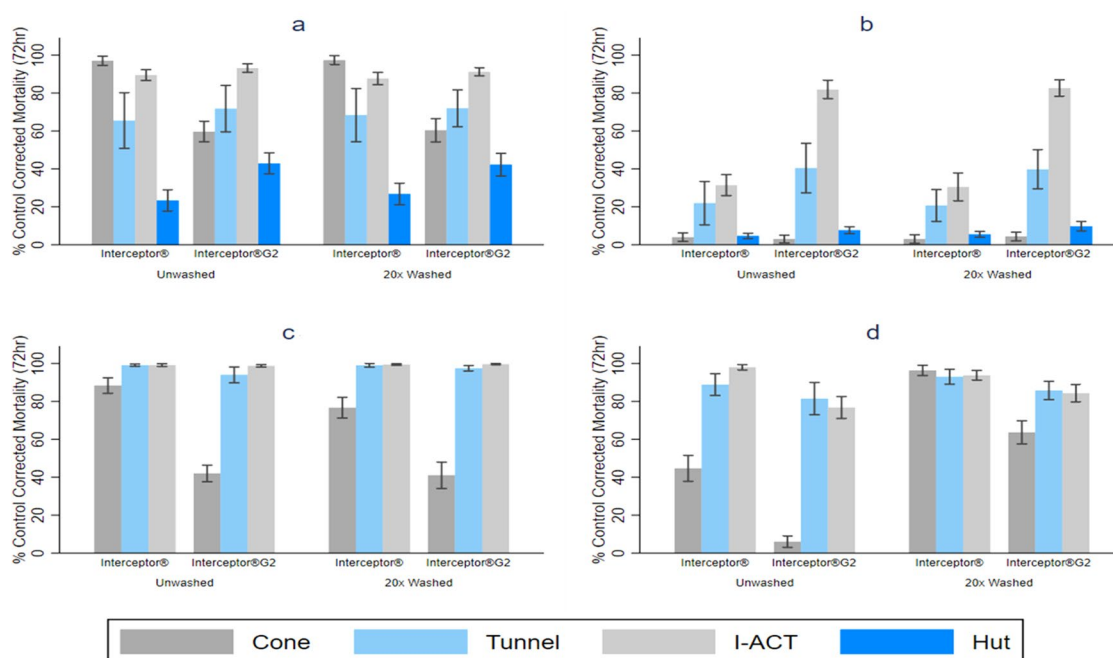 a
% Control Corrected Mortality (72hr)
100
80
60
40
20
0
Interceptor® Interceptor®G2 Interceptor® Interceptor®G2
Unwashed 20x Washed
b
% Control Corrected Mortality (72hr)
100
80
60
40
20
0
Interceptor® Interceptor®G2 Interceptor® Interceptor®G2
Unwashed 20x Washed
c
% Control Corrected Mortality (72hr)
100
80
60
40
20
0
Interceptor® Interceptor®G2 Interceptor® Interceptor®G2
Unwashed 20x Washed
d
% Control Corrected Mortality (72hr)
100
80
60
40
20
0
Interceptor® Interceptor®G2 Interceptor® Interceptor®G2
Unwashed 20x Washed
Cone Tunnel I-ACT Hut